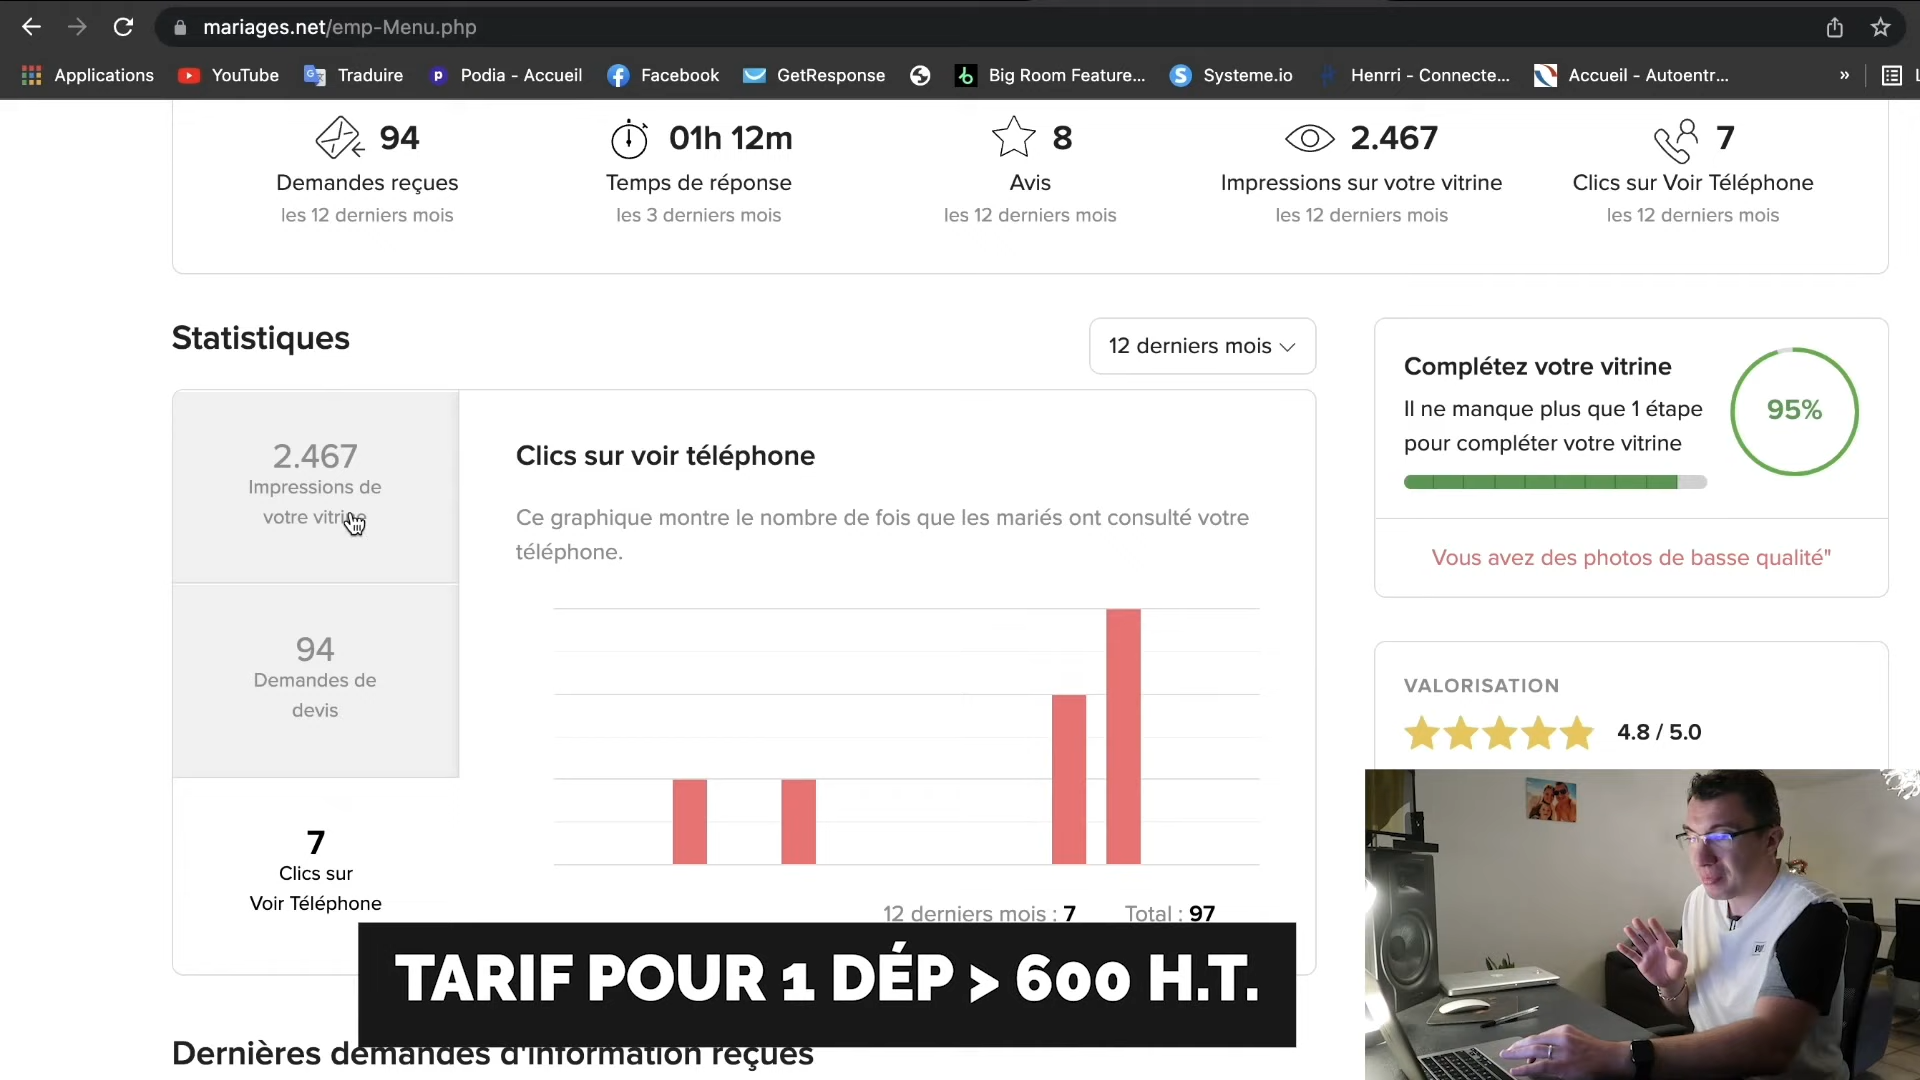 mariages.net/emp-Menu.php
Applications
YouTube
Traduire
Podia - Accueil
Facebook
GetResponse
Big Room Feature...
Systeme.io
Henrri - Connecte...
Accueil - Autoentr...
»
94
Demandes reçues
les 12 derniers mois
01h 12m
Temps de réponse
les 3 derniers mois
8
Avis
les 12 derniers mois
2.467
Impressions sur votre vitrine
les 12 derniers mois
7
Clics sur Voir Téléphone
les 12 derniers mois
Statistiques
12 derniers mois
2.467
Impressions de
votre vitrine
94
Demandes de
devis
7
Clics sur
Voir Téléphone
Clics sur voir téléphone
Ce graphique montre le nombre de fois que les mariés ont consulté votre
téléphone.
12 derniers mois : 7
Total : 97
Complétez votre vitrine
Il ne manque plus que 1 étape
pour compléter votre vitrine
95%
Vous avez des photos de basse qualité"
VALORISATION
4.8 / 5.0
TARIF POUR 1 DÉP > 600 H.T.
Dernières demandes d'information reçues